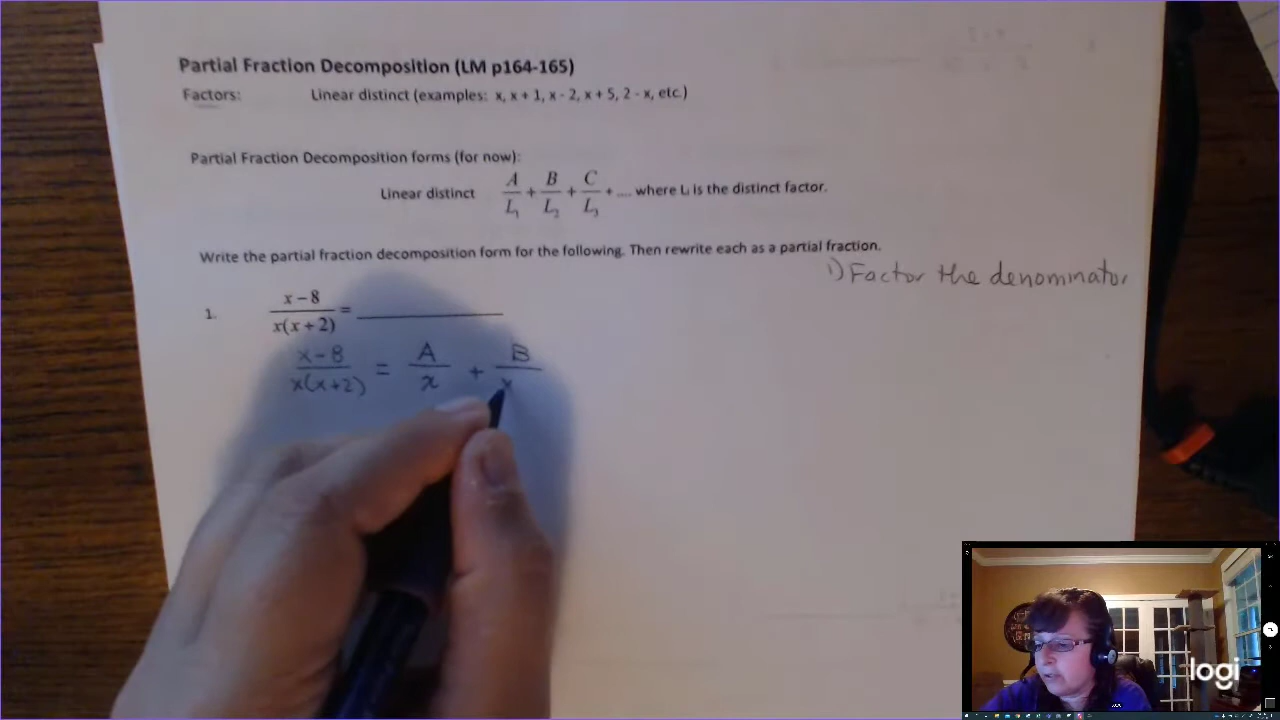 Partial Fraction Decomposition (LM p164-165)
Factors: Linear distinct (examples: x, x + 1, x - 2, x + 5, 2 - x, etc.)
Partial Fraction Decomposition forms (for now):
Linear distinct A/L₁ + B/L₂ + C/L₃ + .... where Lᵢ is the distinct factor.
Write the partial fraction decomposition form for the following. Then rewrite each as a partial fraction.
1) Factor the denominator
1. x – 8 / x(x + 2) = ____________
x-8 / x(x+2) = A / x + B / x
logi